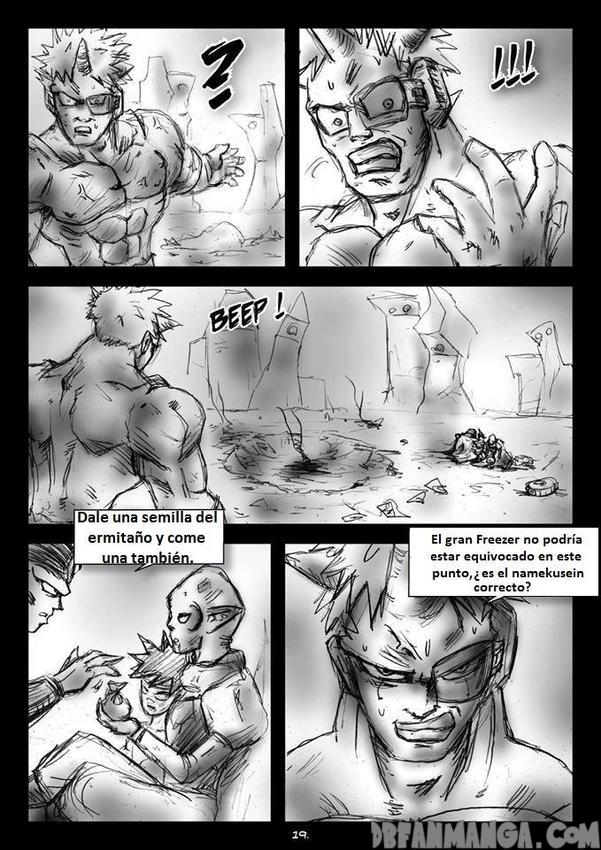 ?
!!!
BEEP!
Dale una semilla del
ermitaño y come
una también.
El gran Freezer no podría
estar equivocado en este
punto,¿es el namekusein
correcto?
19.
DBFANMANGA.COM